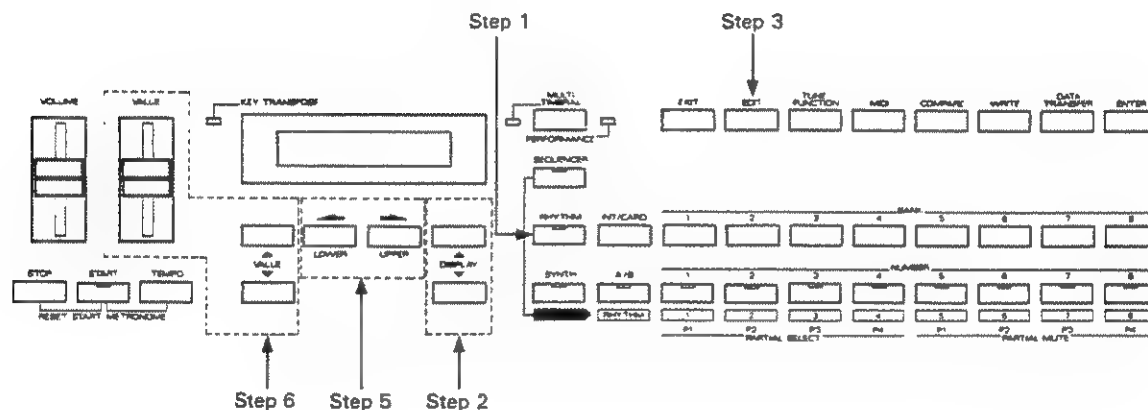 Step 1
Step 3
VOLUME
VALUE
KEY TRANSPOSE
MULTI TIMBRAL
PERFORMANCE
EXIT
EDIT
TUNE FUNCTION
MIDI
COMPARE
WRITE
DATA TRANSFER
ENTER
SEQUENCER
RHYTHM
INT/CARD
BANK
1 2 3 4 5 6 7 8
LOWER
UPPER
VALUE
DISPLAY
STOP
START
TEMPO
RESET START
METRONOME
SYNTH
A/B
NUMBER
1 2 3 4 5 6 7 8
RHYTHM
1 2 3 4 5 6 7 8
P1 P2 P3 P4 P1 P2 P3 P4
PARTIAL SELECT
PARTIAL MUTE
Step 6
Step 5
Step 2